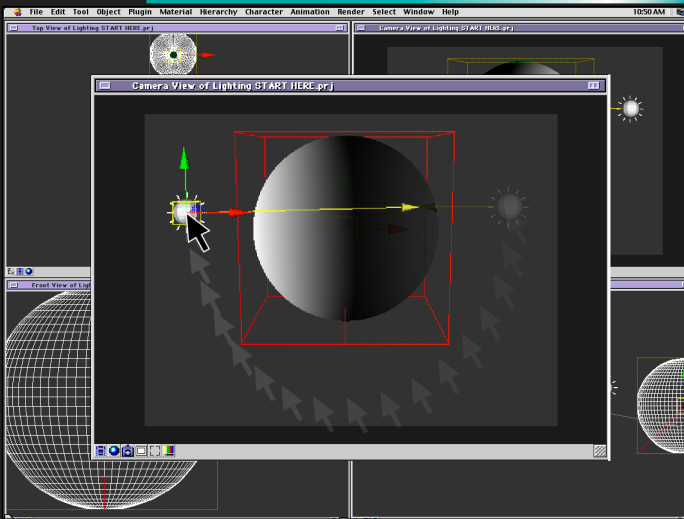 File Edit Tool Object Plugin Material Hierarchy Character Animation Render Select Window Help 10:50 AM
Top View of Lighting START HERE.prj
Camera View of Lighting START HERE.prj
Camera View of Lighting START HERE.prj
Front View of Ligh